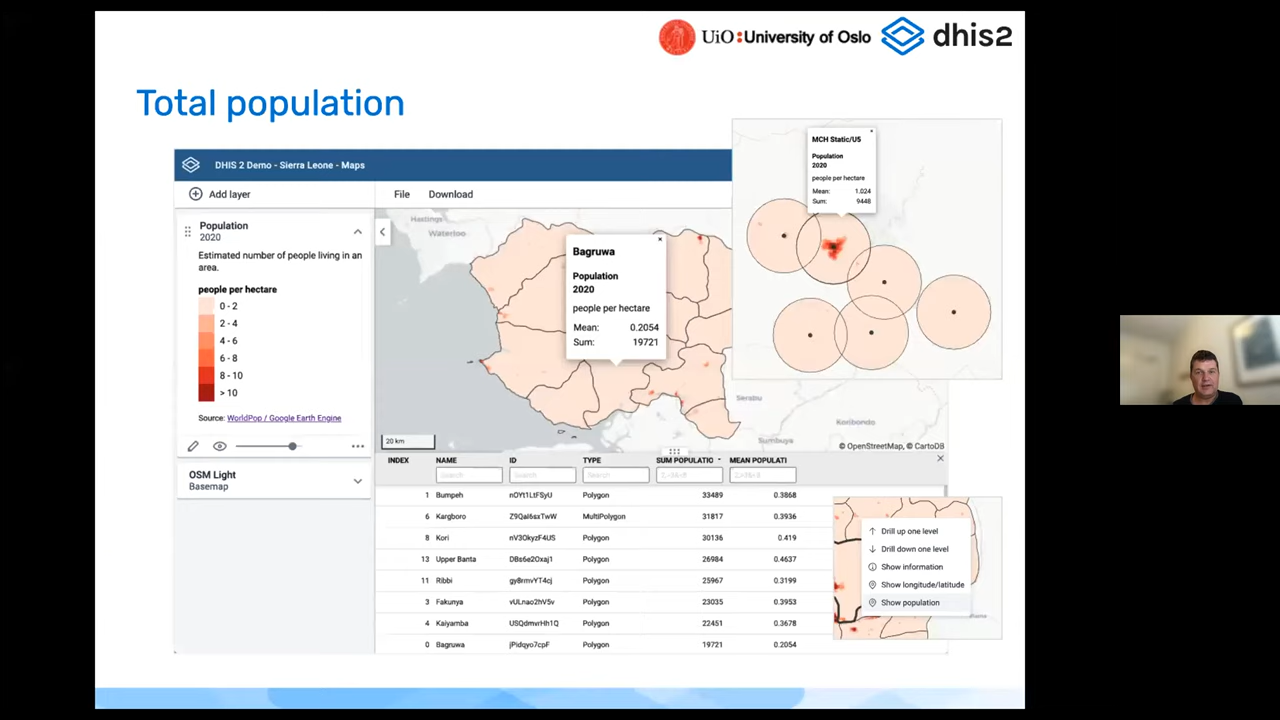 UiO:University of Oslo
dhis2
Total population
DHIS 2 Demo - Sierra Leone - Maps
Add layer
File
Download
Population
2020
Estimated number of people living in an
area.
people per hectare
0 - 2
2 - 4
4 - 6
6 - 8
8 - 10
> 10
Source: WorldPop / Google Earth Engine
OSM Light
Basemap
Hastings
Waterloo
Bagruwa
Population
2020
people per hectare
Mean: 0.2054
Sum: 19721
20 km
Serabu
Koribondo
Sumbuya
© OpenStreetMap, © CartoDB
MCH Static/U5
Population
2020
people per hectare
Mean: 1.024
Sum: 9448
INDEX NAME ID TYPE SUM POPULATIC MEAN POPULATI
Search Search Search
1 Bumpeh nOYt1LtFSyU Polygon 33489 0.3868
6 Kargboro Z9QaI6sxTwW MultiPolygon 31817 0.3936
8 Kori nV3OkyzF4US Polygon 30136 0.419
13 Upper Banta DBs6e2Oxaj1 Polygon 26984 0.4637
11 Ribbi gy8rmvYT4cj Polygon 25967 0.3199
3 Fakunya vULnao2hV5v Polygon 23035 0.3953
4 Kaiyamba USQdmvrHh1Q Polygon 22451 0.3678
0 Bagruwa jPidqyo7cpF Polygon 19721 0.2054
Drill up one level
Drill down one level
Show information
Show longitude/latitude
Show population